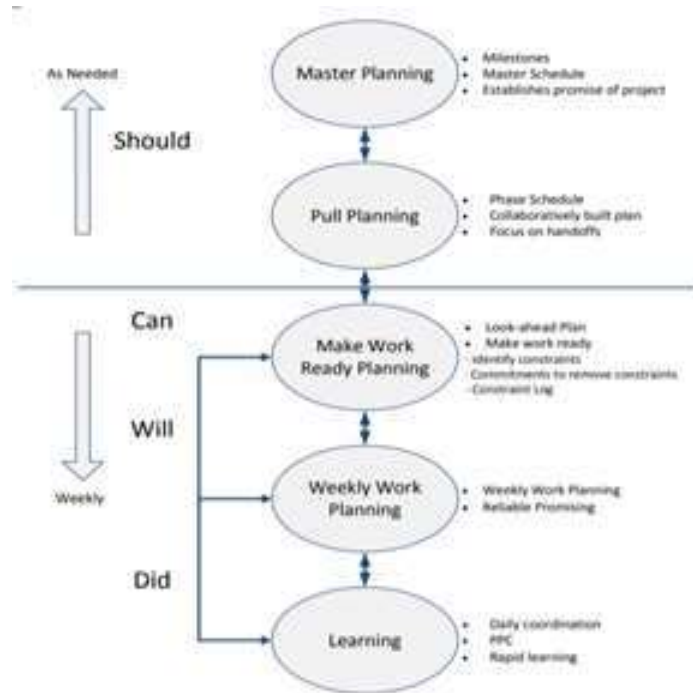 As Needed
Should
Master Planning
• Milestones
• Master Schedule
• Establishes promise of project
Pull Planning
• Phase Schedule
• Collaboratively built plan
• Focus on handoffs
Can
Make Work
Ready Planning
• Look-ahead Plan
• Make work ready
-Identify constraints
-Commitments to remove constraints
-Constraint Log
Will
Weekly
Weekly Work
Planning
• Weekly Work Planning
• Reliable Promising
Did
Learning
• Daily coordination
• PPC
• Rapid learning